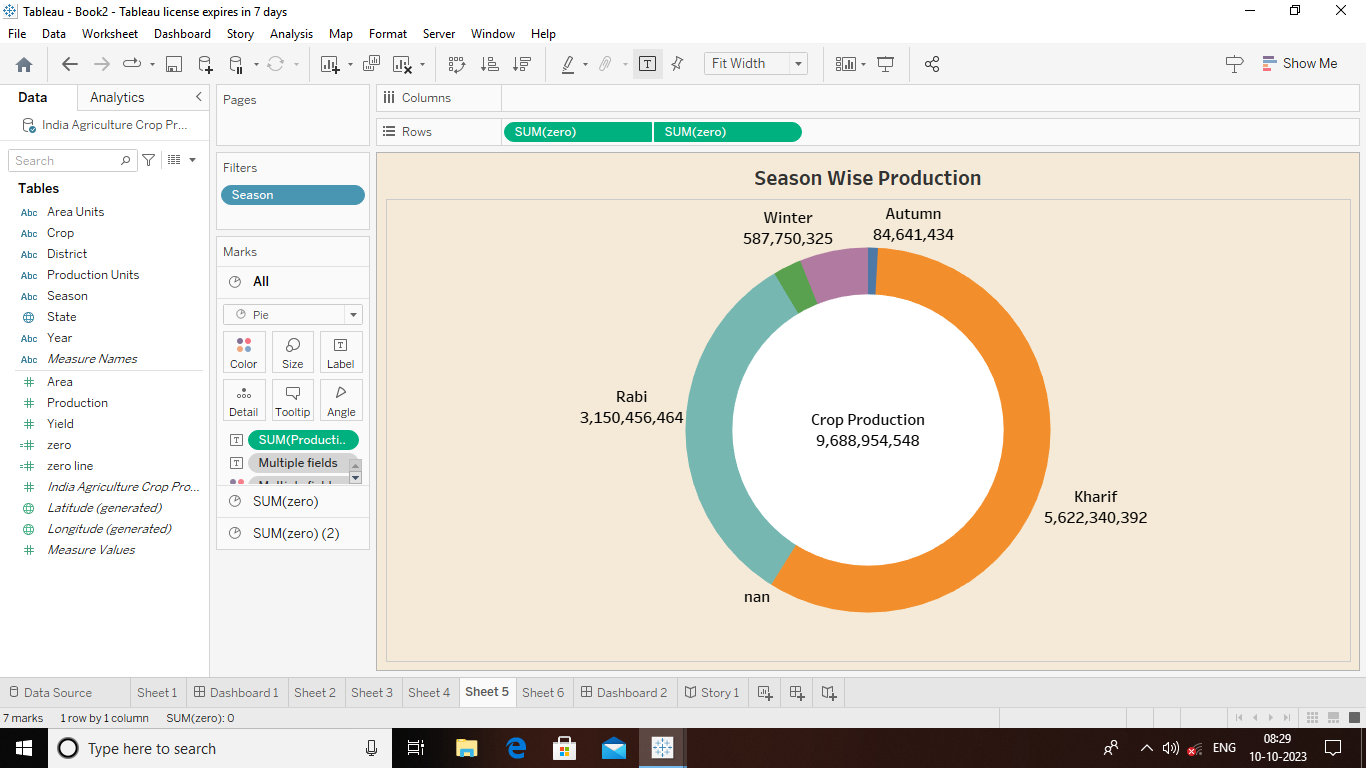 Tableau - Book2 - Tableau license expires in 7 days
File Data Worksheet Dashboard Story Analysis Map Format Server Window Help
Fit Width
Show Me
Data Analytics
India Agriculture Crop Pr...
Search
Tables
Abc Area Units
Abc Crop
Abc District
Abc Production Units
Abc Season
State
Abc Year
Abc Measure Names
# Area
# Production
# Yield
=# zero
=# zero line
# India Agriculture Crop Pro...
Latitude (generated)
Longitude (generated)
# Measure Values
Pages
Filters
Season
Marks
All
Pie
Color Size Label
Detail Tooltip Angle
SUM(Producti..
Multiple fields
SUM(zero)
SUM(zero) (2)
Columns
Rows SUM(zero) SUM(zero)
Season Wise Production
Winter
587,750,325
Autumn
84,641,434
Rabi
3,150,456,464
Crop Production
9,688,954,548
Kharif
5,622,340,392
nan
Data Source Sheet 1 Dashboard 1 Sheet 2 Sheet 3 Sheet 4 Sheet 5 Sheet 6 Dashboard 2 Story 1
7 marks 1 row by 1 column SUM(zero): 0
Type here to search
ENG
08:29
10-10-2023